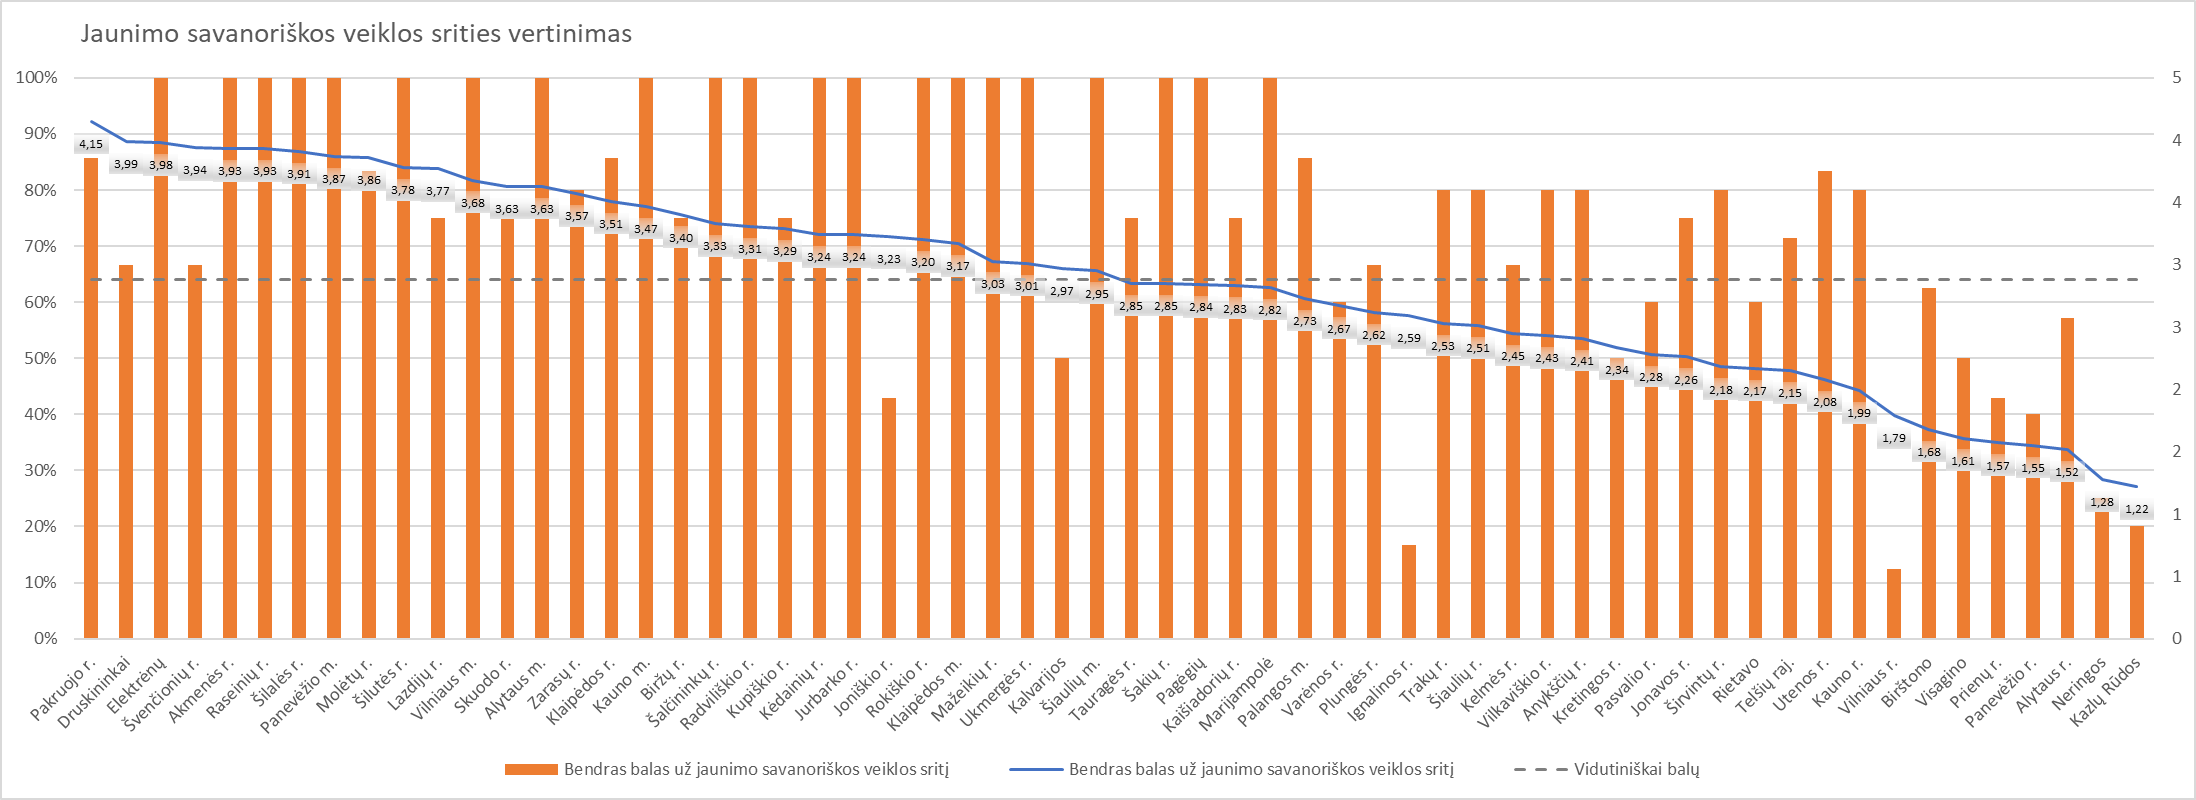 Jaunimo savanoriškos veiklos srities vertinimas
100%
90%
80%
70%
60%
50%
40%
30%
20%
10%
0%
5
4
4
3
3
2
2
1
1
0
4,15
3,99
3,98
3,94
3,93
3,93
3,91
3,87
3,86
3,78
3,77
3,68
3,63
3,63
3,57
3,51
3,47
3,40
3,33
3,31
3,29
3,24
3,24
3,23
3,20
3,17
3,03
3,01
2,97
2,95
2,85
2,85
2,84
2,83
2,82
2,73
2,67
2,62
2,59
2,53
2,51
2,45
2,43
2,41
2,34
2,28
2,26
2,18
2,17
2,15
2,08
1,99
1,79
1,68
1,61
1,57
1,55
1,52
1,28
1,22
Pakruojo r.
Druskininkai
Elektrėnų
Švenčionių r.
Akmenės r.
Raseinių r.
Šilalės r.
Panevėžio m.
Molėtų r.
Šilutės r.
Lazdijų r.
Vilniaus m.
Skuodo r.
Alytaus m.
Zarasų r.
Klaipėdos r.
Kauno m.
Biržų r.
Šalčininkų r.
Radviliškio r.
Kupiškio r.
Kėdainių r.
Jurbarko r.
Joniškio r.
Rokiškio r.
Klaipėdos m.
Mažeikių r.
Ukmergės r.
Kalvarijos
Šiaulių m.
Tauragės r.
Šakių r.
Pagėgių
Kaišiadorių r.
Marijampolė
Palangos m.
Varėnos r.
Plungės r.
Ignalinos r.
Trakų r.
Šiaulių r.
Kelmės r.
Vilkaviškio r.
Anykščių r.
Kretingos r.
Pasvalio r.
Jonavos r.
Širvintų r.
Rietavo
Telšių raj.
Utenos r.
Kauno r.
Vilniaus r.
Birštono
Visagino
Prienų r.
Panevėžio r.
Alytaus r.
Neringos
Kazlų Rūdos
Bendras balas už jaunimo savanoriškos veiklos sritį
Bendras balas už jaunimo savanoriškos veiklos sritį
Vidutiniškai balų